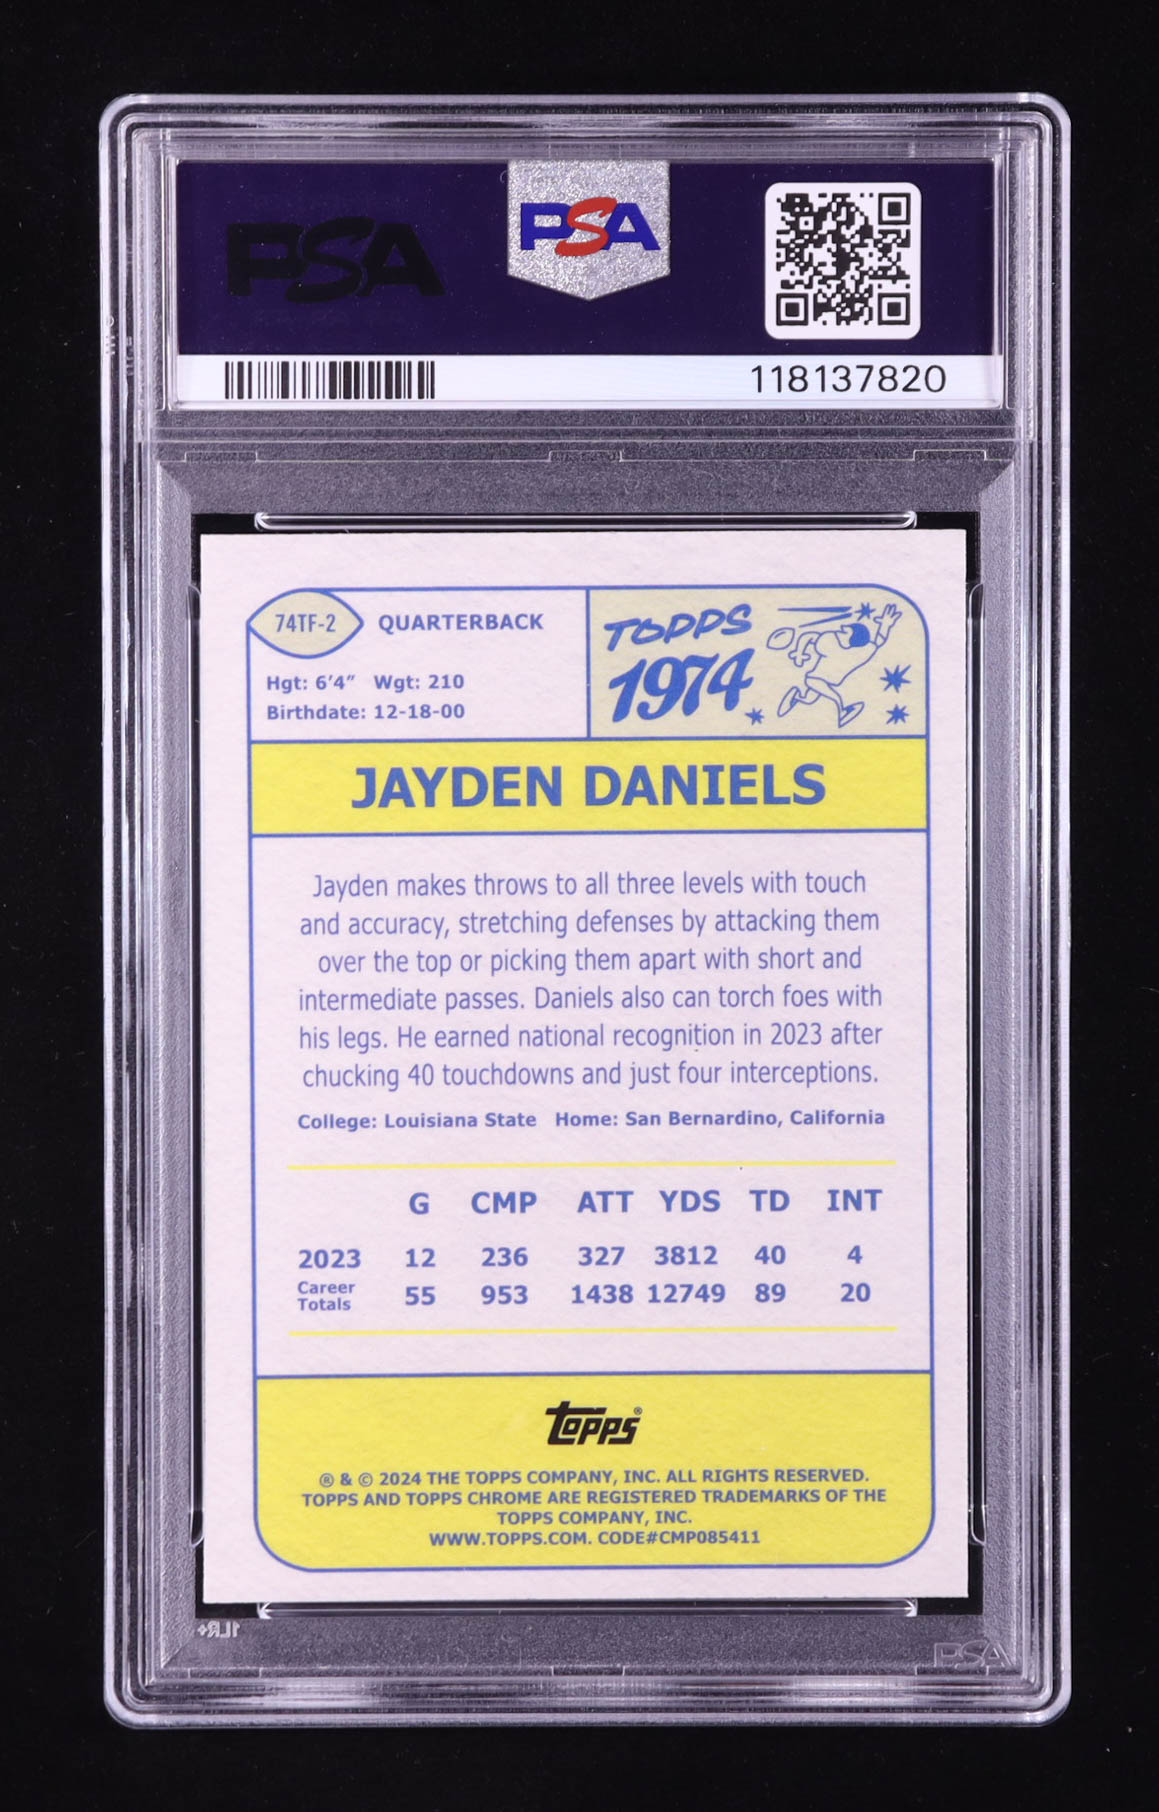 PSA
PSA
118137820
74TF-2
QUARTERBACK
Hgt: 6'4" Wgt: 210
Birthdate: 12-18-00
TOPPS
1974
JAYDEN DANIELS
Jayden makes throws to all three levels with touch
and accuracy, stretching defenses by attacking them
over the top or picking them apart with short and
intermediate passes. Daniels also can torch foes with
his legs. He earned national recognition in 2023 after
chucking 40 touchdowns and just four interceptions.
College: Louisiana State Home: San Bernardino, California
G CMP ATT YDS TD INT
2023 12 236 327 3812 40 4
Career
Totals 55 953 1438 12749 89 20
Topps®
® & © 2024 THE TOPPS COMPANY, INC. ALL RIGHTS RESERVED.
TOPPS AND TOPPS CHROME ARE REGISTERED TRADEMARKS OF THE
TOPPS COMPANY, INC.
WWW.TOPPS.COM. CODE#CMP085411
1LR+
PSA